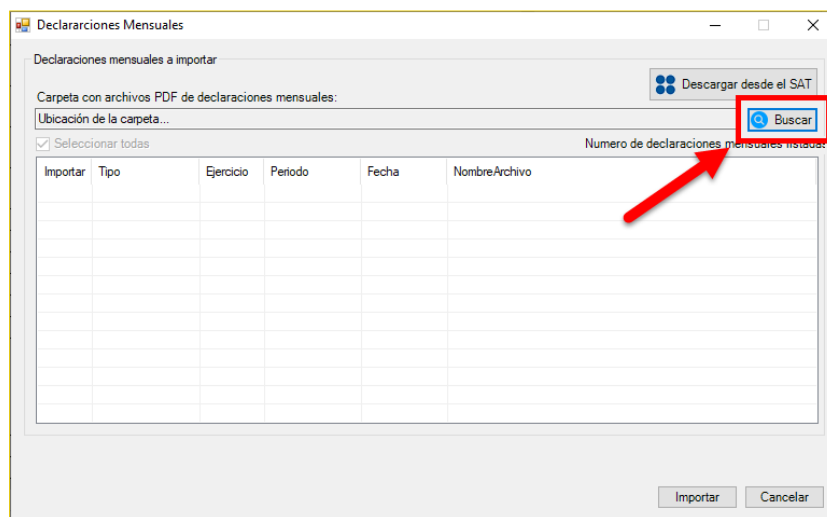 Declararciones Mensuales
Declaraciones mensuales a importar
Descargar desde el SAT
Carpeta con archivos PDF de declaraciones mensuales:
Ubicación de la carpeta...
Buscar
Seleccionar todas
Numero de declaraciones mensuales listadas
Importar Tipo Ejercicio Periodo Fecha NombreArchivo
Importar Cancelar